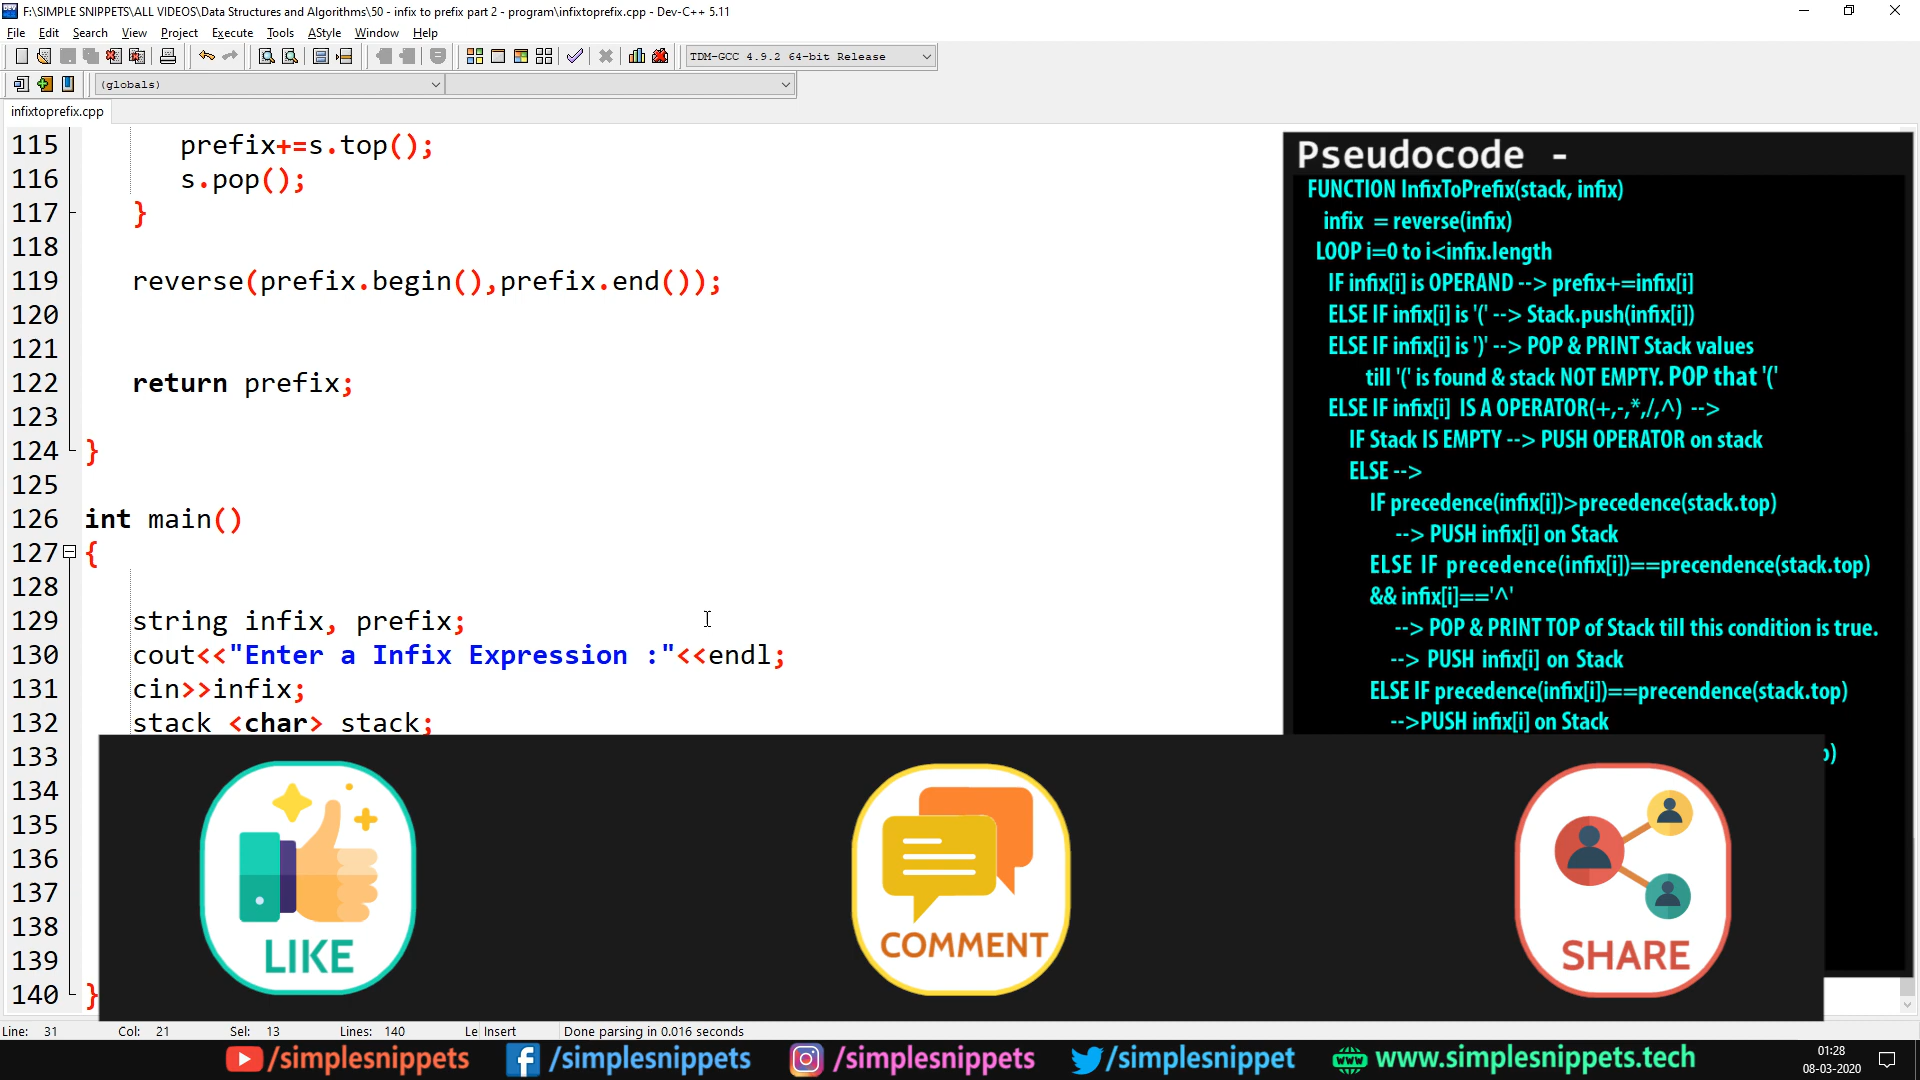 F:\SIMPLE SNIPPETS\ALL VIDEOS\Data Structures and Algorithms\50 - infix to prefix part 2 - program\infixtoprefix.cpp - Dev-C++ 5.11
File Edit Search View Project Execute Tools AStyle Window Help
TDM-GCC 4.9.2 64-bit Release
(globals)
infixtoprefix.cpp
115 prefix+=s.top();
116 s.pop();
117 }
118
119 reverse(prefix.begin(),prefix.end());
120
121
122 return prefix;
123
124 }
125
126 int main()
127 {
128
129 string infix, prefix;
130 cout<<"Enter a Infix Expression :"<<endl;
131 cin>>infix;
132 stack <char> stack;
133
134
135
136
137
138
139
140 }
Pseudocode -
FUNCTION InfixToPrefix(stack, infix)
infix = reverse(infix)
LOOP i=0 to i<infix.length
IF infix[i] is OPERAND --> prefix+=infix[i]
ELSE IF infix[i] is '(' --> Stack.push(infix[i])
ELSE IF infix[i] is ')' --> POP & PRINT Stack values
till '(' is found & stack NOT EMPTY. POP that '('
ELSE IF infix[i] IS A OPERATOR(+,-,*,/,^) -->
IF Stack IS EMPTY --> PUSH OPERATOR on stack
ELSE -->
IF precedence(infix[i])>precedence(stack.top)
--> PUSH infix[i] on Stack
ELSE IF precedence(infix[i])==precendence(stack.top)
&& infix[i]=='^'
--> POP & PRINT TOP of Stack till this condition is true.
--> PUSH infix[i] on Stack
ELSE IF precedence(infix[i])==precendence(stack.top)
-->PUSH infix[i] on Stack
LIKE
COMMENT
SHARE
Line: 31 Col: 21 Sel: 13 Lines: 140 Le Insert Done parsing in 0.016 seconds
/simplesnippets /simplesnippets /simplesnippets /simplesnippet www.simplesnippets.tech
01:28
08-03-2020